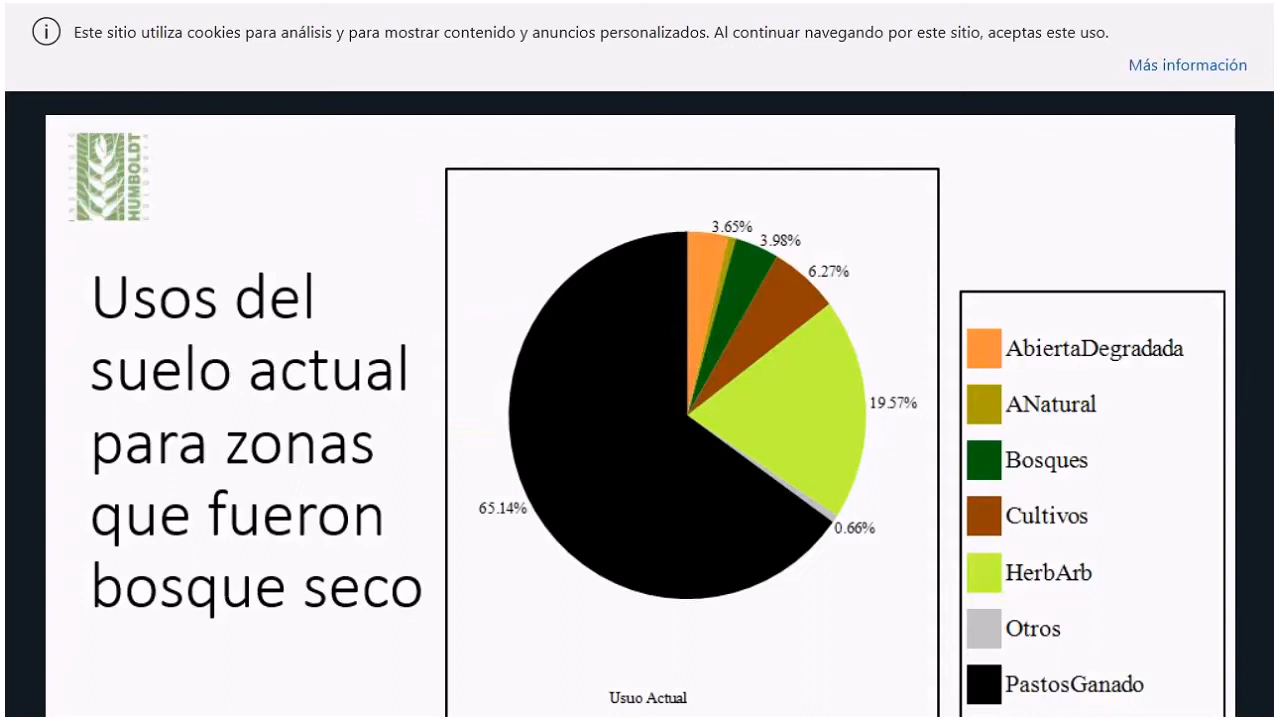 Este sitio utiliza cookies para análisis y para mostrar contenido y anuncios personalizados. Al continuar navegando por este sitio, aceptas este uso.
Más información
HUMBOLDT
Usos del
suelo actual
para zonas
que fueron
bosque seco
3.65%
3.98%
6.27%
19.57%
65.14%
0.66%
Usuo Actual
AbiertaDegradada
ANatural
Bosques
Cultivos
HerbArb
Otros
PastosGanado